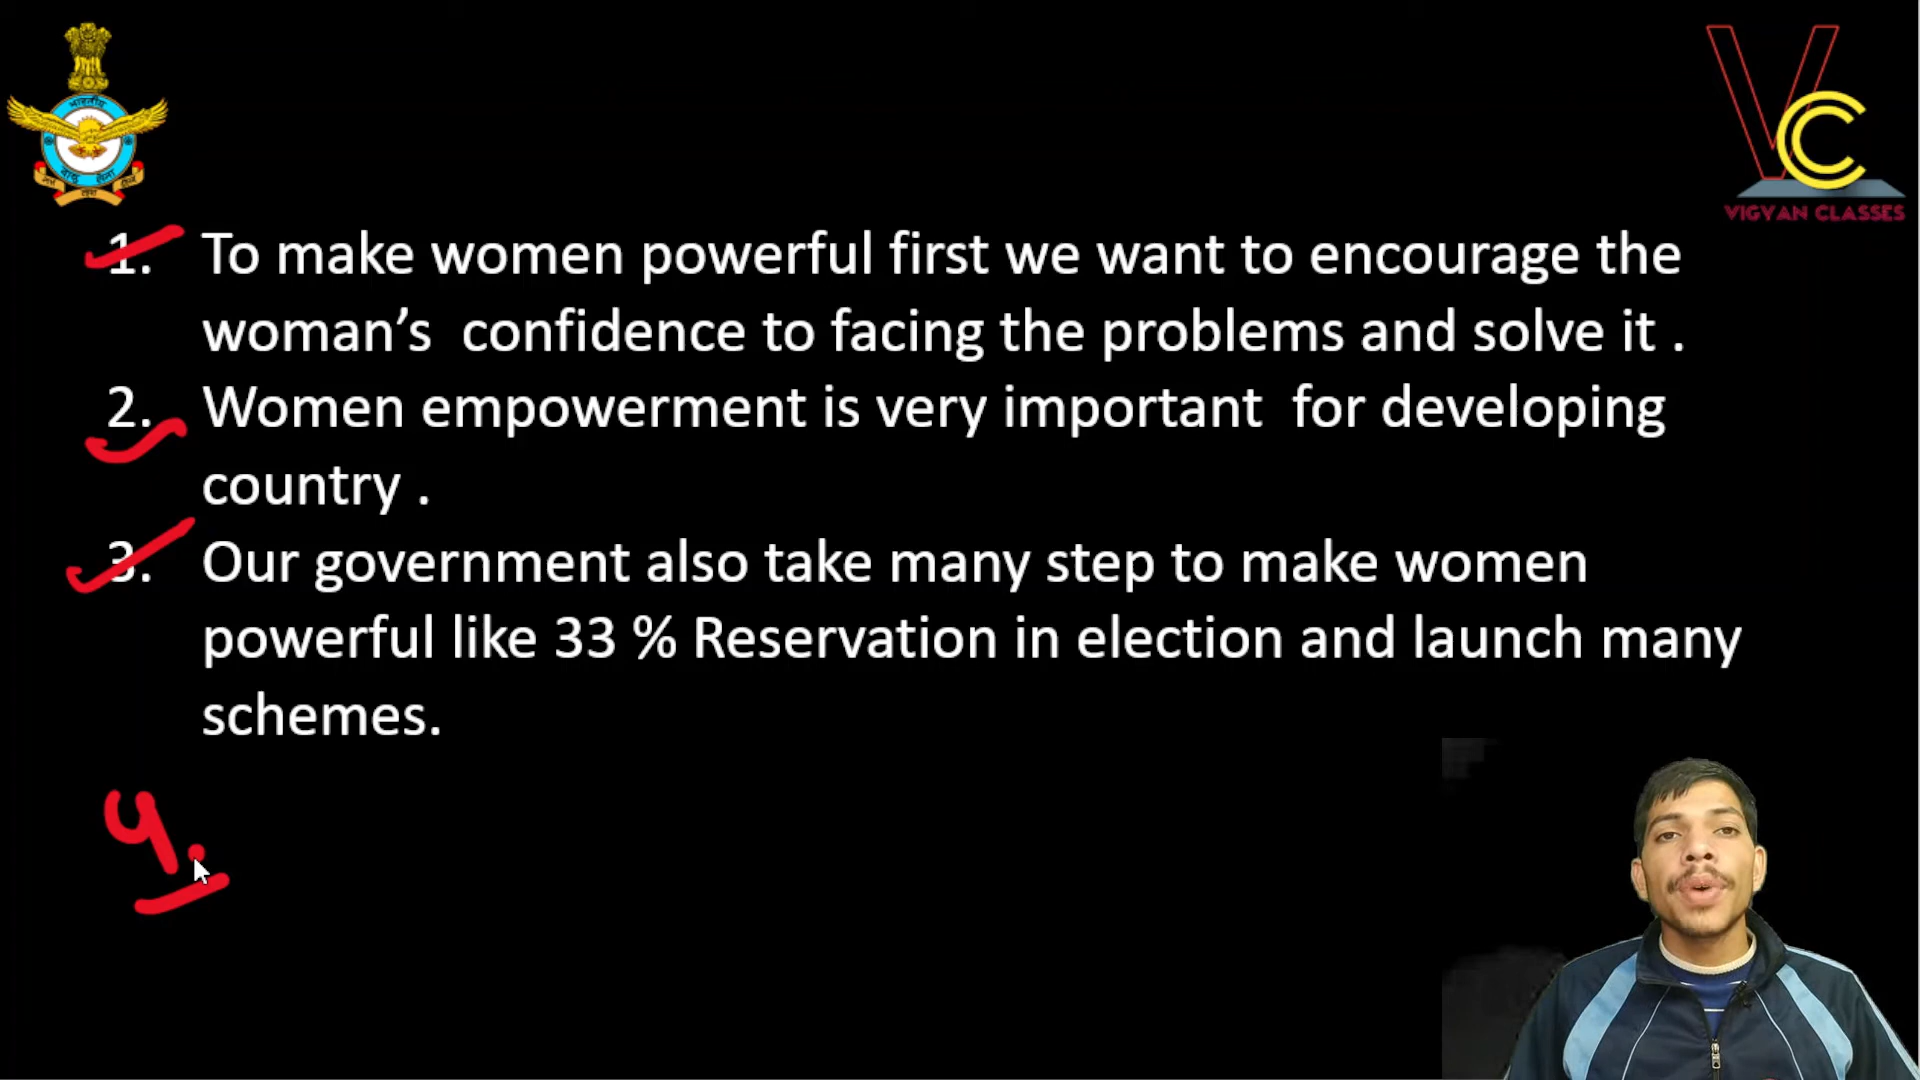 भारतीय
वायु सेना
VC
VIGYAN CLASSES
1. To make women powerful first we want to encourage the
woman's confidence to facing the problems and solve it .
2. Women empowerment is very important for developing
country .
3. Our government also take many step to make women
powerful like 33 % Reservation in election and launch many
schemes.
4.